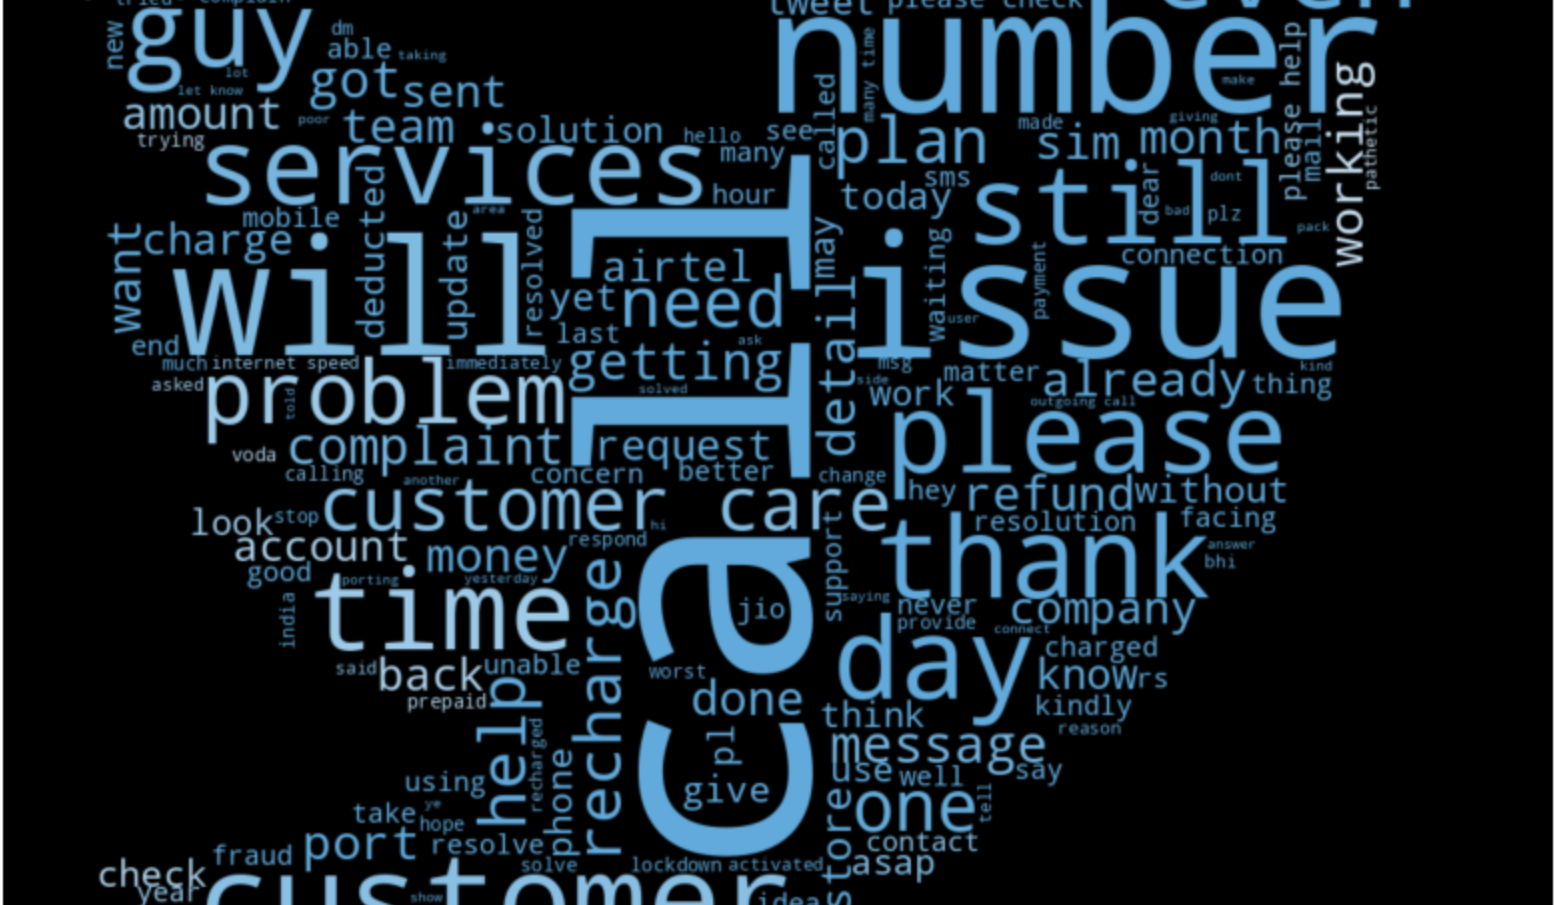 tweet please check
guy
number
new
dm
able
taking
lot
let know
got
sent
many time
make
please help
working
amount
poor
trying
team
solution
hello
see
called
plan
made
giving
sim
month
mail
pathetic
services
many
hour
today
sms
still
dear
dont
bad
plz
pack
mobile
deducted
area
update
resolved
want
charge
will
call
airtel
may
issue
waiting
payment
connection
user
yet
need
last
ask
detail
end
much
internet speed
immediately
getting
solved
msg
side
matter
kind
asked
problem
told
work
already
thing
outgoing call
request
please
voda
complaint
calling
another
concern
better
change
hey
refund
without
look
stop
customer care
hi
resolution
facing
account
money
respond
support
thank
answer
bhi
good
porting
yesterday
time
india
recharge
jio
saying
never
company
provide
connect
said
back
unable
prepaid
worst
day
charged
know
rs
done
think
kindly
reason
help
recharged
phone
pl
message
using
give
use
well
say
take
ye
hope
store
one
tell
port
resolve
contact
fraud
solve
lockdown
activated
asap
check
year
customer
show
idea